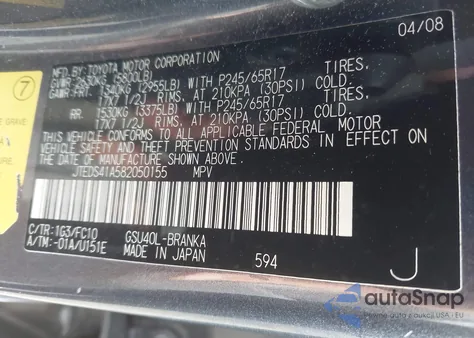 04/08
MFD. BY: TOYOTA MOTOR CORPORATION
GVWR: 2530KG (5600LB)
GAWR: FRT. 1340KG (2955LB) WITH P245/65R17 TIRES.
17X7 1/2J RIMS, AT 210KPA (30PSI) COLD
RR. 1530KG (3375LB) WITH P245/65R17 TIRES.
17X7 1/2J RIMS, AT 210KPA (30PSI) COLD
THIS VEHICLE CONFORMS TO ALL APPLICABLE FEDERAL MOTOR
VEHICLE SAFETY AND THEFT PREVENTION STANDARDS IN EFFECT ON
THE DATE OF MANUFACTURE SHOWN ABOVE.
JTEDS41A582050155 MPV
C/TR: 1G3/FC10 GSU40L-BRANKA
A/TM: -01A/U151E MADE IN JAPAN 594
J
7
autoSnap